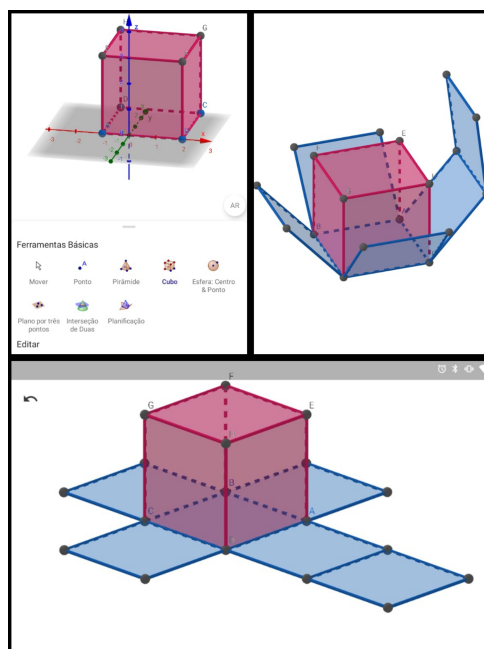 G
C
AR
Ferramentas Básicas
Mover
Ponto
Pirâmide
Cubo
Esfera: Centro
& Ponto
Plano por três
pontos
Interseção
de Duas
Planificação
Editar
E
B
F
G
E
B
C
A